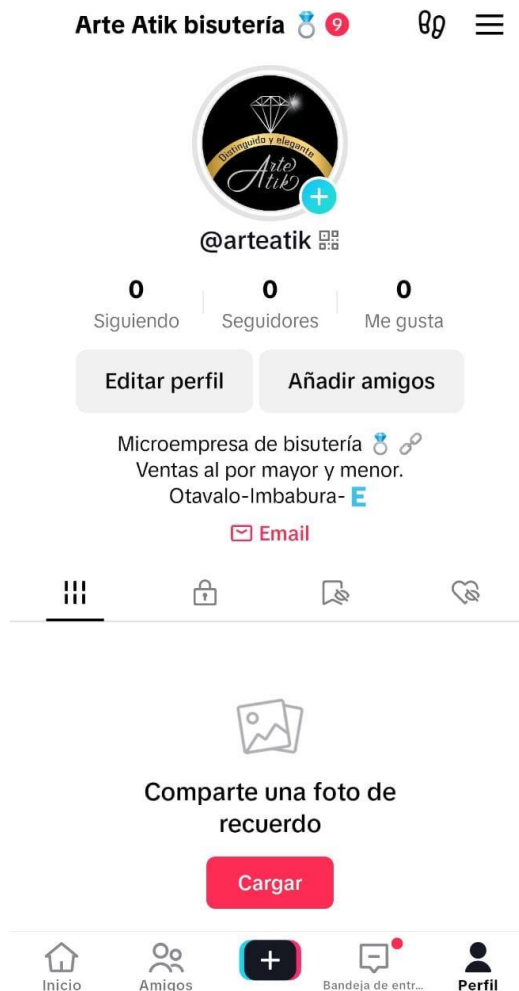 Arte Atik bisutería 💍 9
Distinguido y elegante
Arte
Atik
@arteatik
0 0 0
Siguiendo Seguidores Me gusta
Editar perfil Añadir amigos
Microempresa de bisutería 💍 🔗
Ventas al por mayor y menor.
Otavalo-Imbabura- E
Email
Comparte una foto de
recuerdo
Cargar
Inicio Amigos Bandeja de entr... Perfil